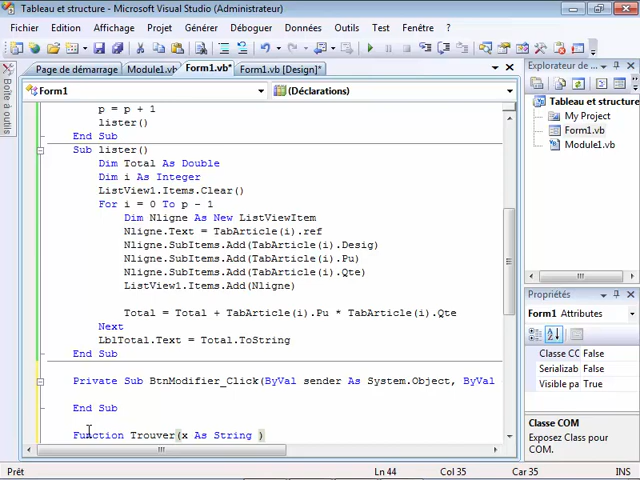 Tableau et structure - Microsoft Visual Studio (Administrateur)
Fichier Edition Affichage Projet Générer Déboguer Données Outils Test Fenêtre ?
Page de démarrage Module1.vb Form1.vb* Form1.vb [Design]*
Explorateur de
Form1 (Déclarations)
Boîte à outils
p = p + 1
lister()
End Sub
Sub lister()
Dim Total As Double
Dim i As Integer
ListView1.Items.Clear()
For i = 0 To p - 1
Dim Nligne As New ListViewItem
Nligne.Text = TabArticle(i).ref
Nligne.SubItems.Add(TabArticle(i).Desig)
Nligne.SubItems.Add(TabArticle(i).Pu)
Nligne.SubItems.Add(TabArticle(i).Qte)
ListView1.Items.Add(Nligne)
Total = Total + TabArticle(i).Pu * TabArticle(i).Qte
Next
LblTotal.Text = Total.ToString
End Sub
Private Sub BtnModifier_Click(ByVal sender As System.Object, ByVal
End Sub
Function Trouver(x As String )
Tableau et structure
My Project
Form1.vb
Module1.vb
Propriétés
Form1 Attributes
Classe CC False
Serializab False
Visible pa True
Classe COM
Exposez Class pour
COM.
Prêt Ln 44 Col 35 Car 35 INS